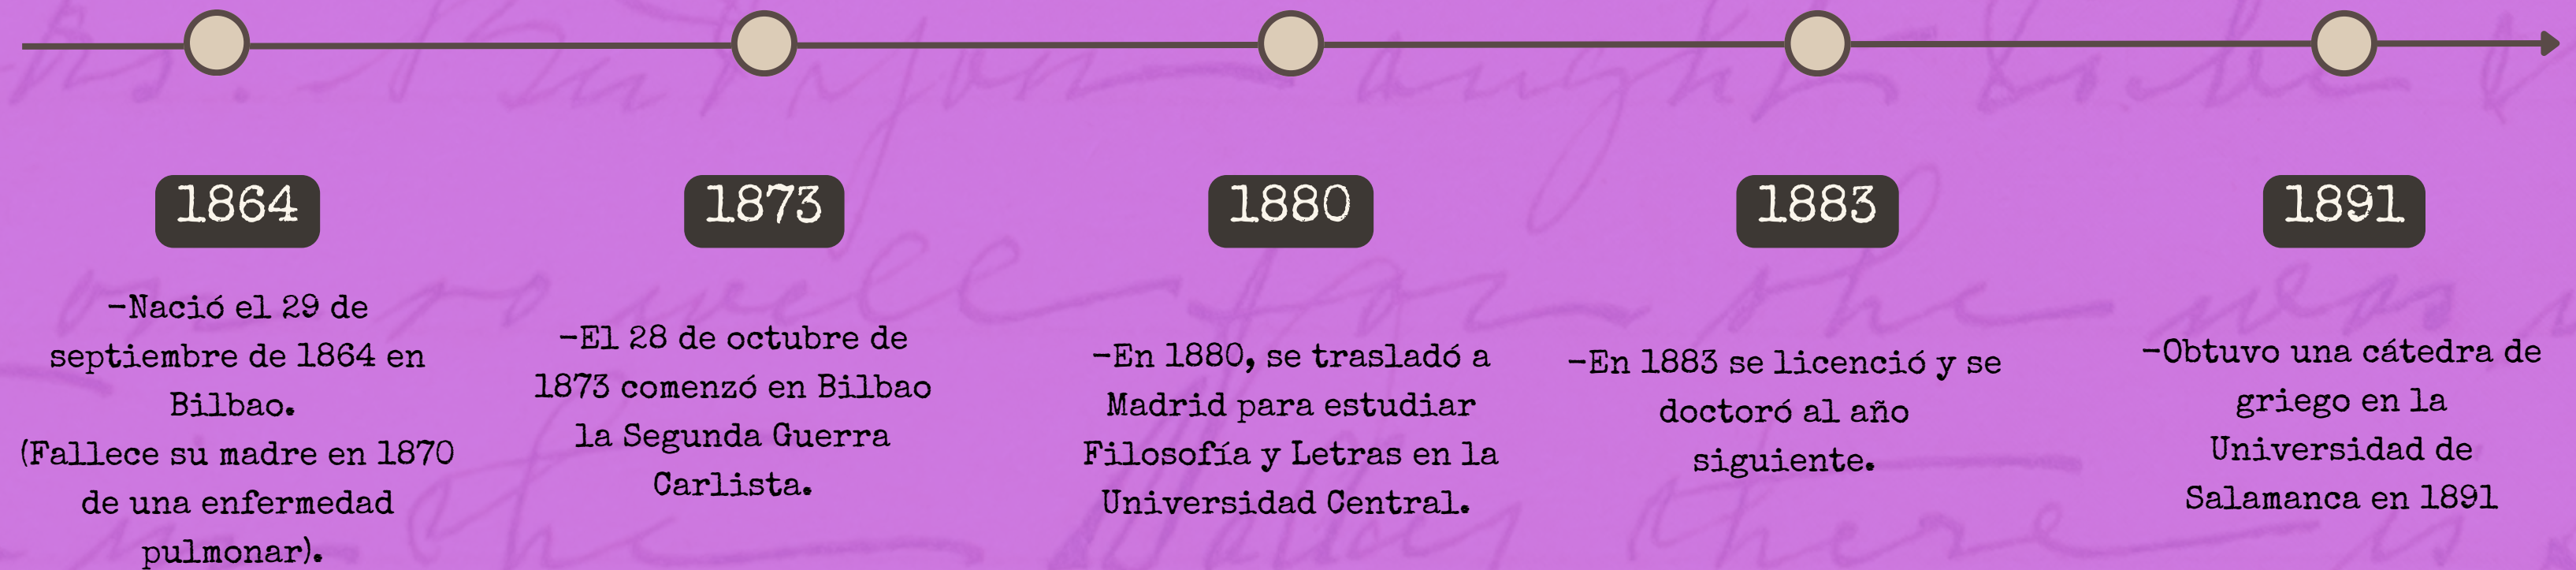 1864
-Nació el 29 de
septiembre de 1864 en
Bilbao.
(Fallece su madre en 1870
de una enfermedad
pulmonar).
1873
-El 28 de octubre de
1873 comenzó en Bilbao
la Segunda Guerra
Carlista.
1880
-En 1880, se trasladó a
Madrid para estudiar
Filosofía y Letras en la
Universidad Central.
1883
-En 1883 se licenció y se
doctoró al año
siguiente.
1891
-Obtuvo una cátedra de
griego en la
Universidad de
Salamanca en 1891